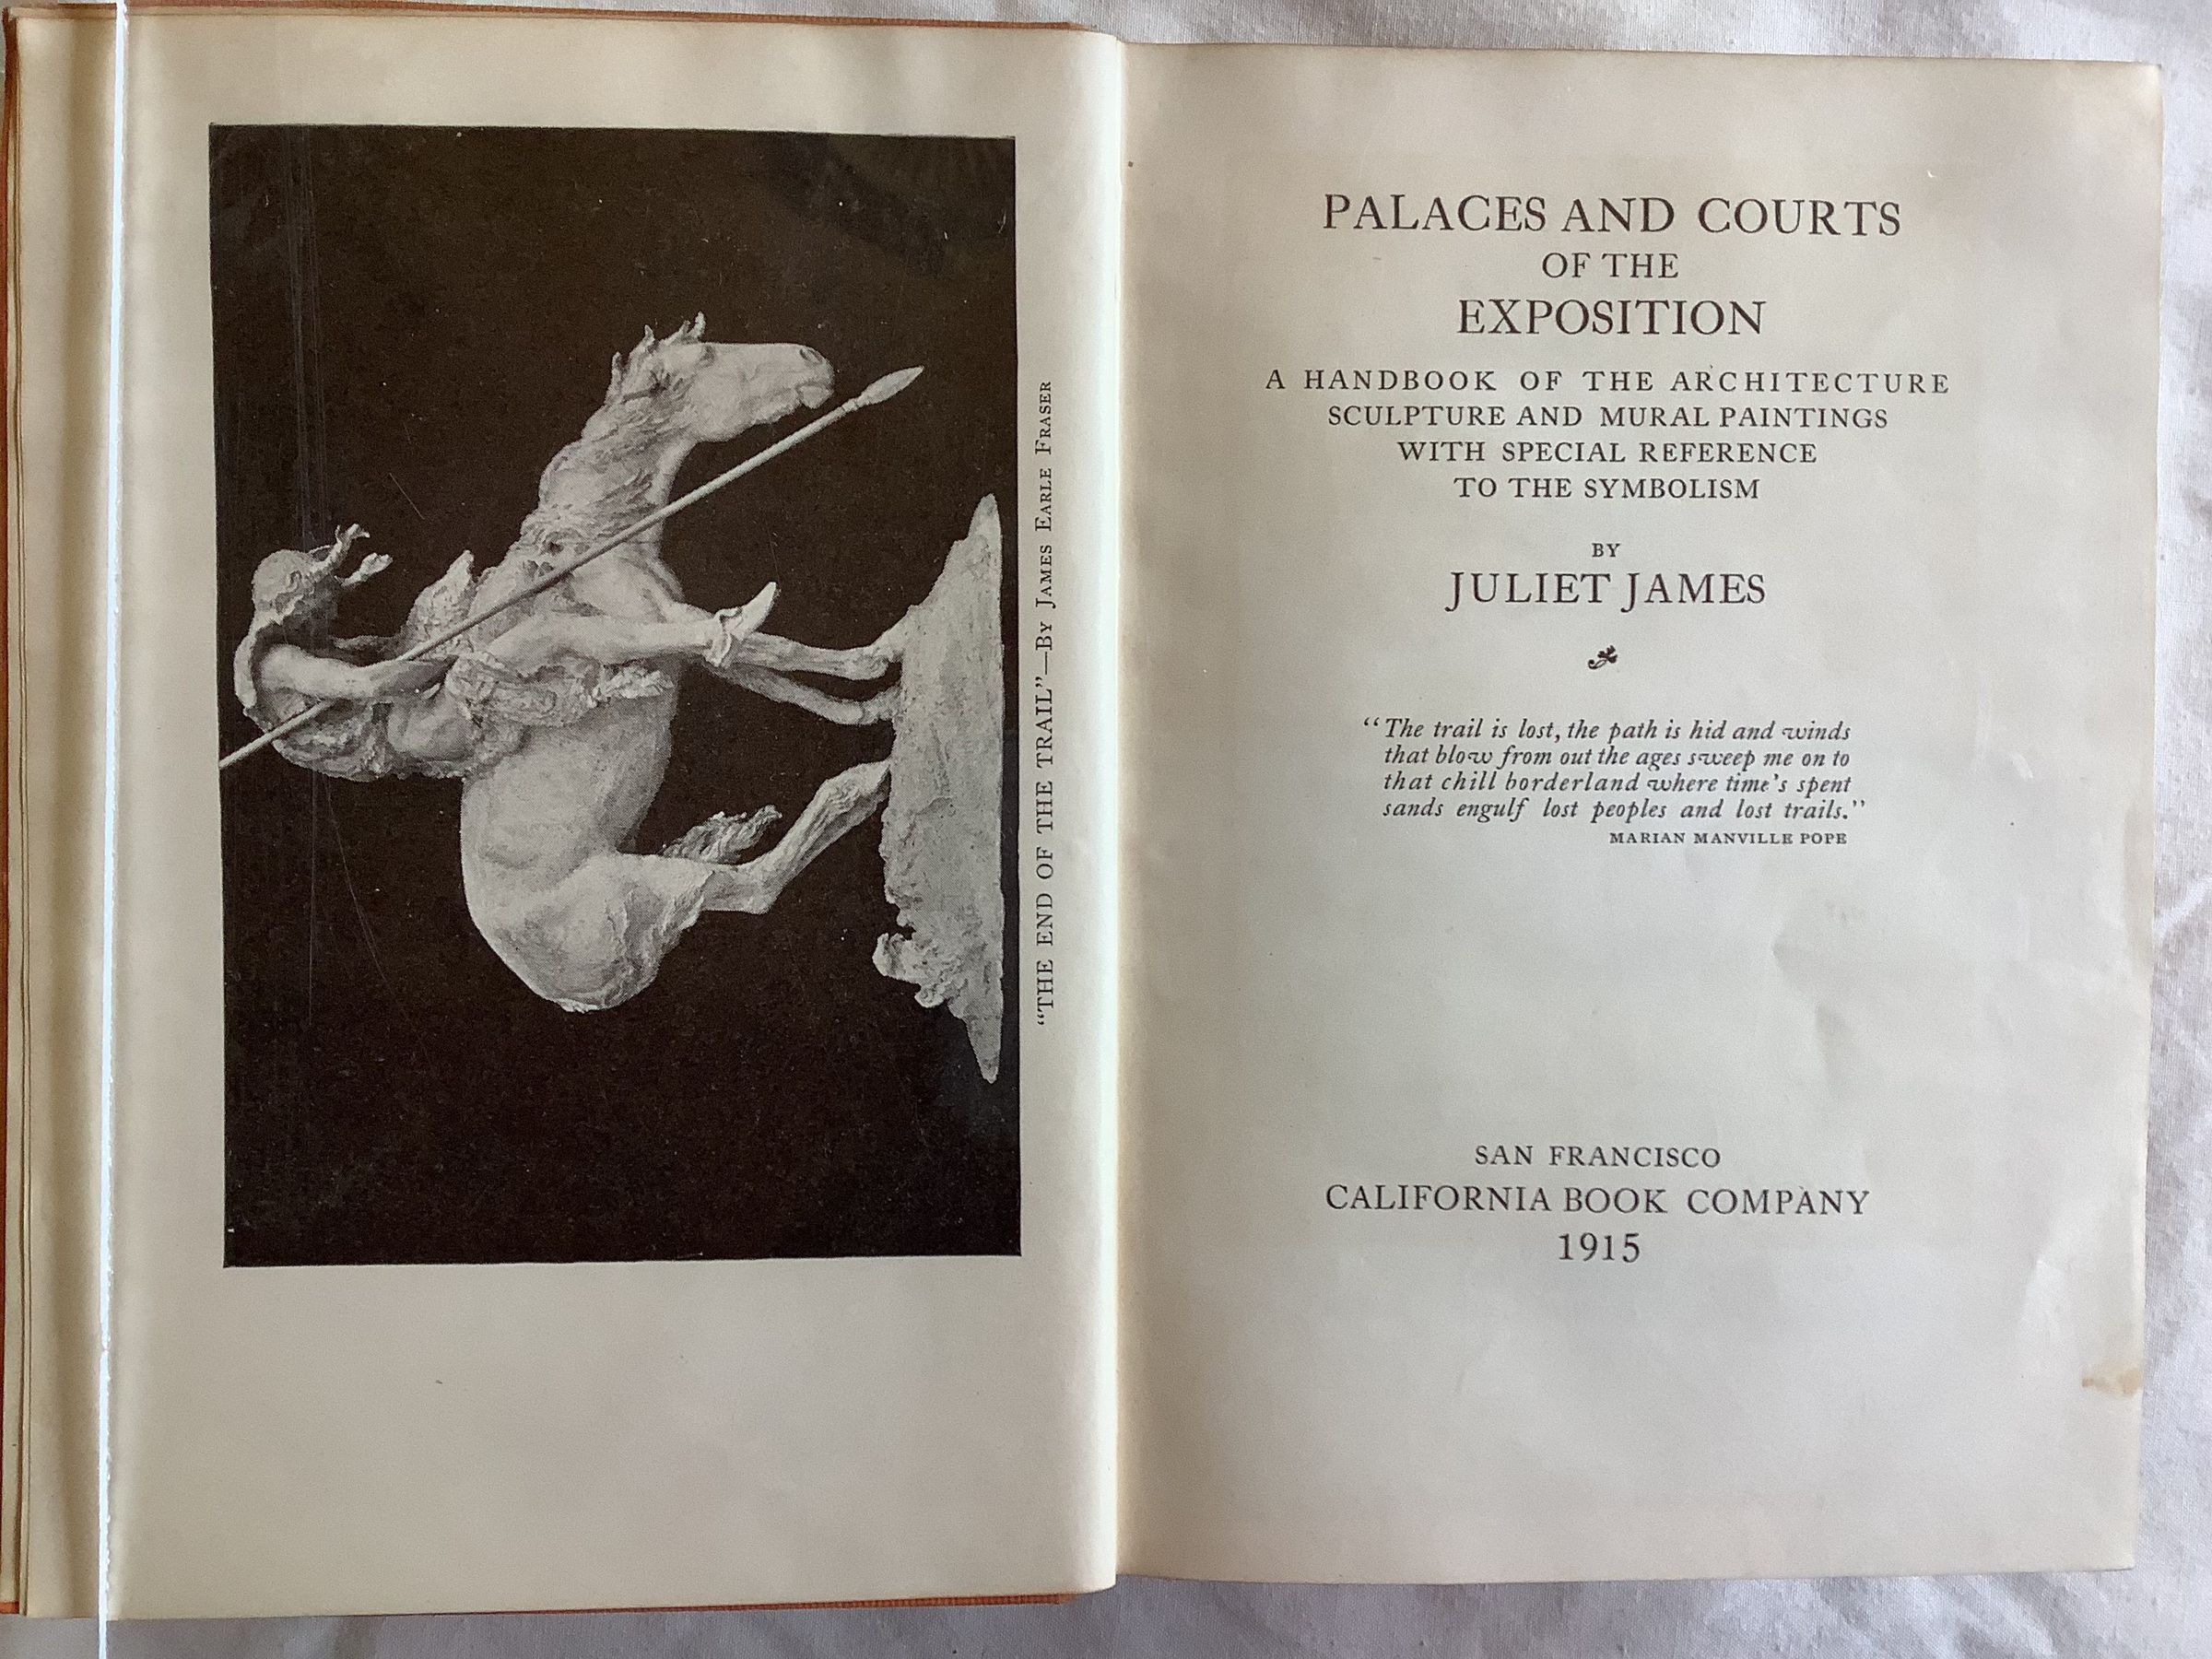 “THE END OF THE TRAIL”—By James Earle Fraser
PALACES AND COURTS
OF THE
EXPOSITION
A HANDBOOK OF THE ARCHITECTURE
SCULPTURE AND MURAL PAINTINGS
WITH SPECIAL REFERENCE
TO THE SYMBOLISM
BY
JULIET JAMES
“The trail is lost, the path is hid and winds
that blow from out the ages sweep me on to
that chill borderland where time's spent
sands engulf lost peoples and lost trails.”
MARIAN MANVILLE POPE
SAN FRANCISCO
CALIFORNIA BOOK COMPANY
1915